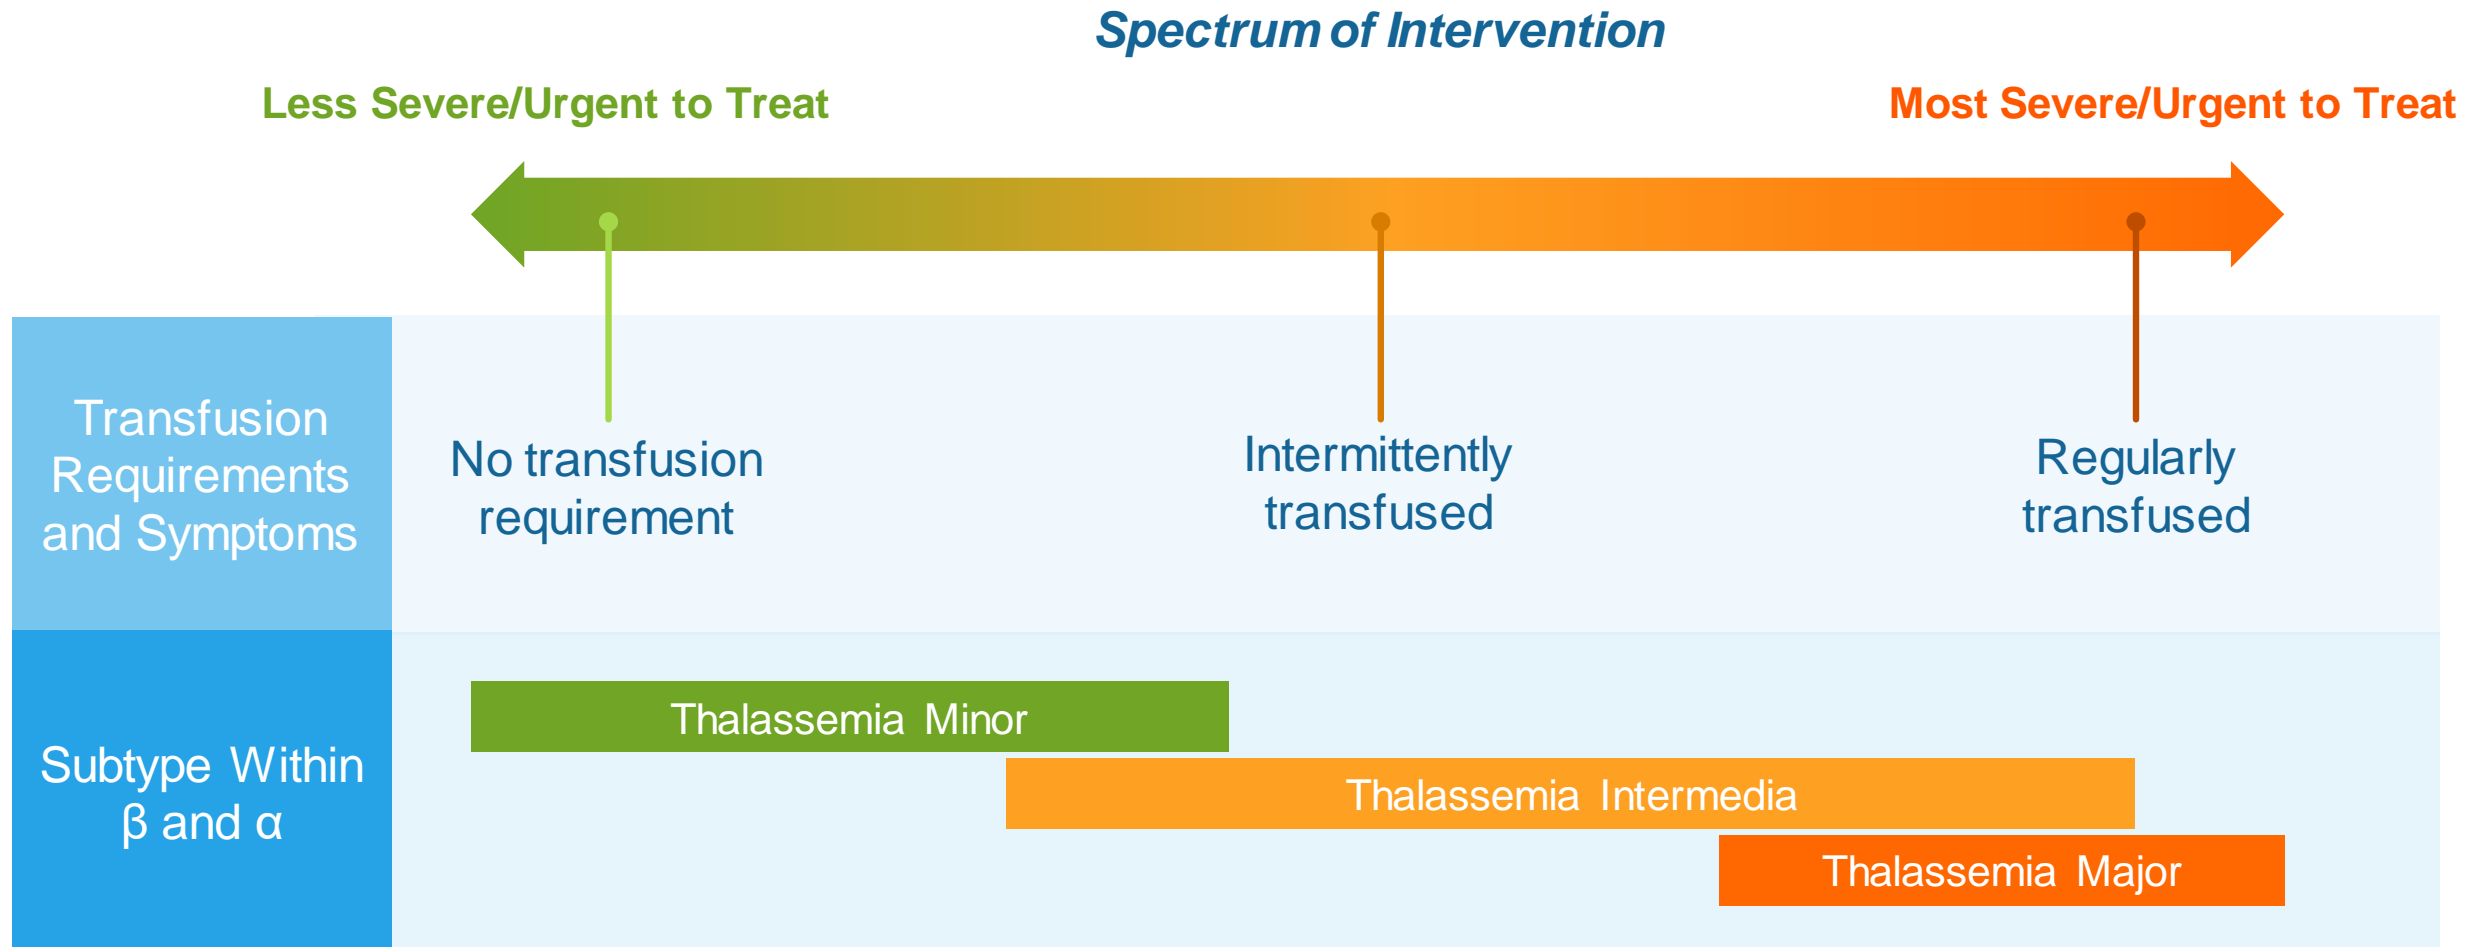 Spectrum of Intervention
Less Severe/Urgent to Treat
Most Severe/Urgent to Treat
Transfusion
Requirements
and Symptoms
No transfusion
requirement
Intermittently
transfused
Regularly
transfused
Subtype Within
β and α
Thalassemia Minor
Thalassemia Intermedia
Thalassemia Major